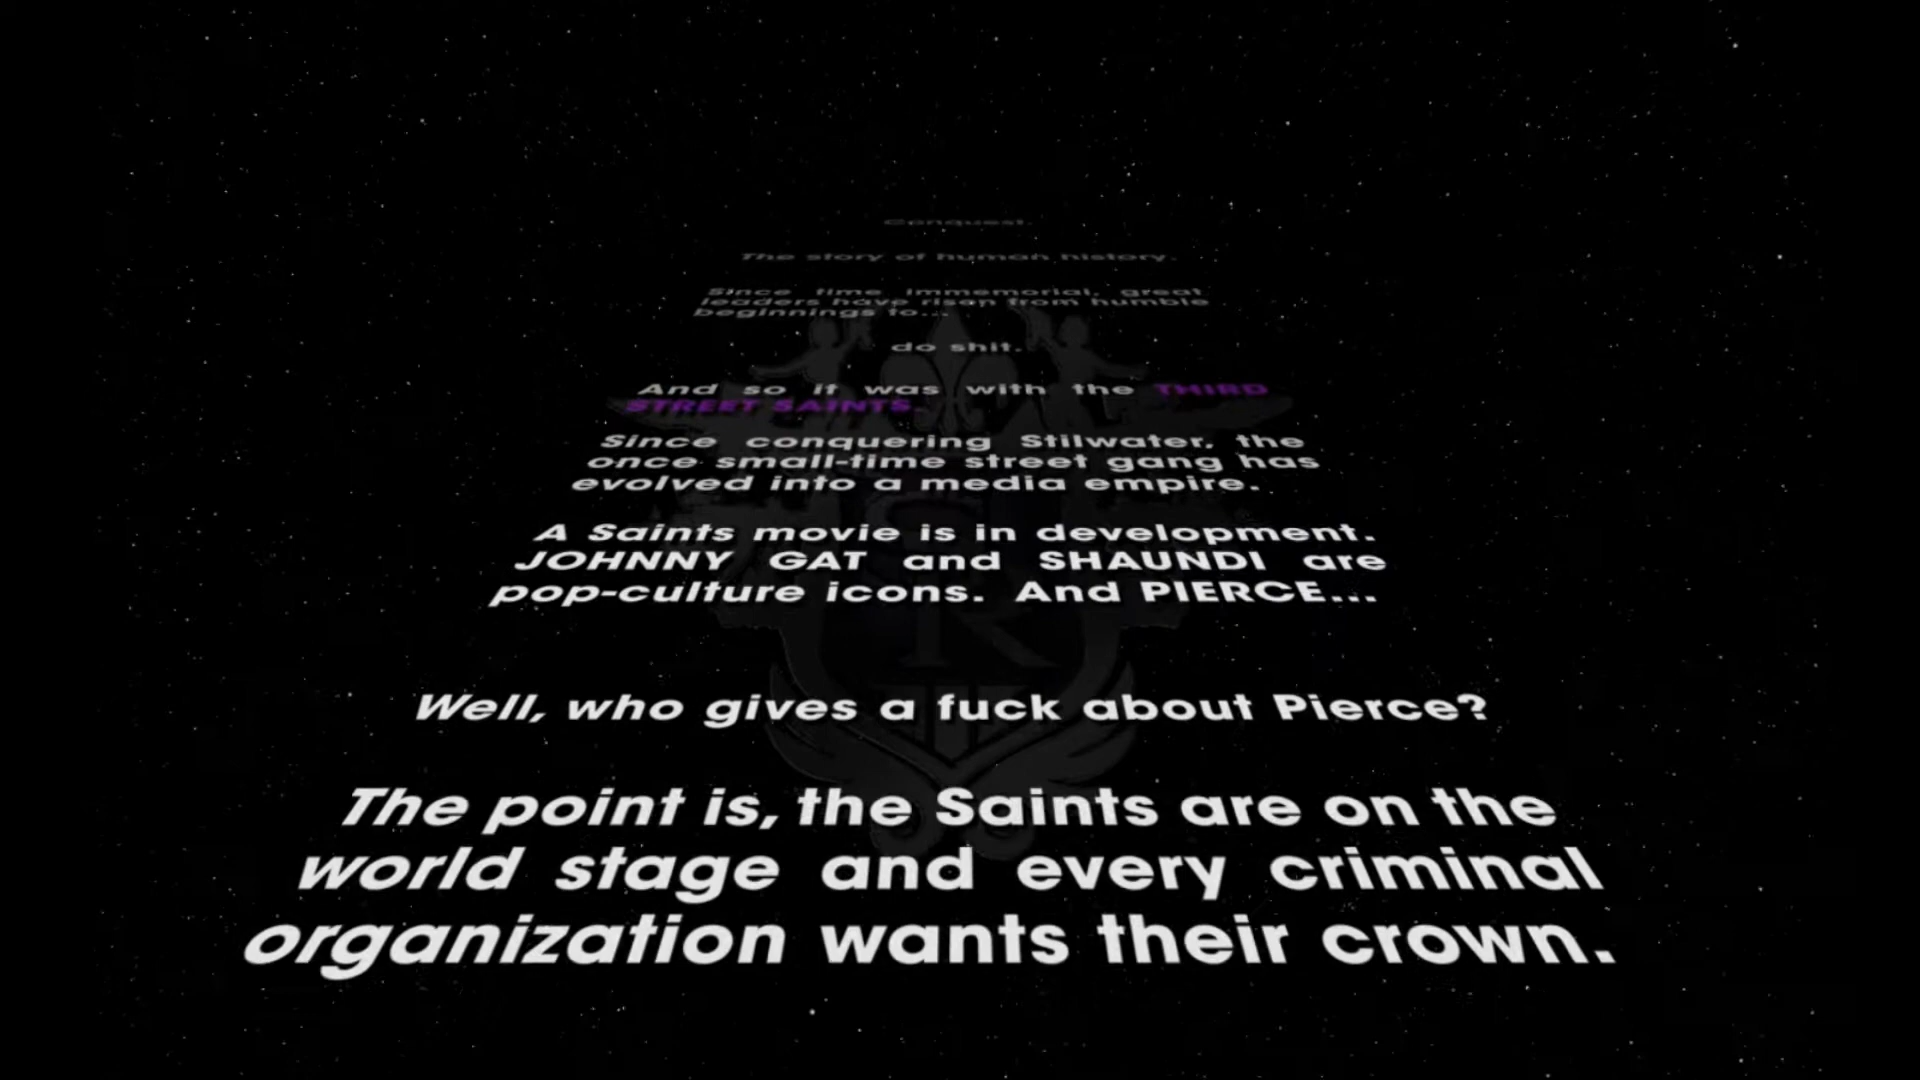 Conquest.
The story of human history.
Since time immemorial, great
leaders have risen from humble
beginnings to...
do shit.
And so it was with the THIRD
STREET SAINTS.
Since conquering Stilwater, the
once small-time street gang has
evolved into a media empire.
A Saints movie is in development.
JOHNNY GAT and SHAUNDI are
pop-culture icons. And PIERCE...
Well, who gives a fuck about Pierce?
The point is, the Saints are on the
world stage and every criminal
organization wants their crown.